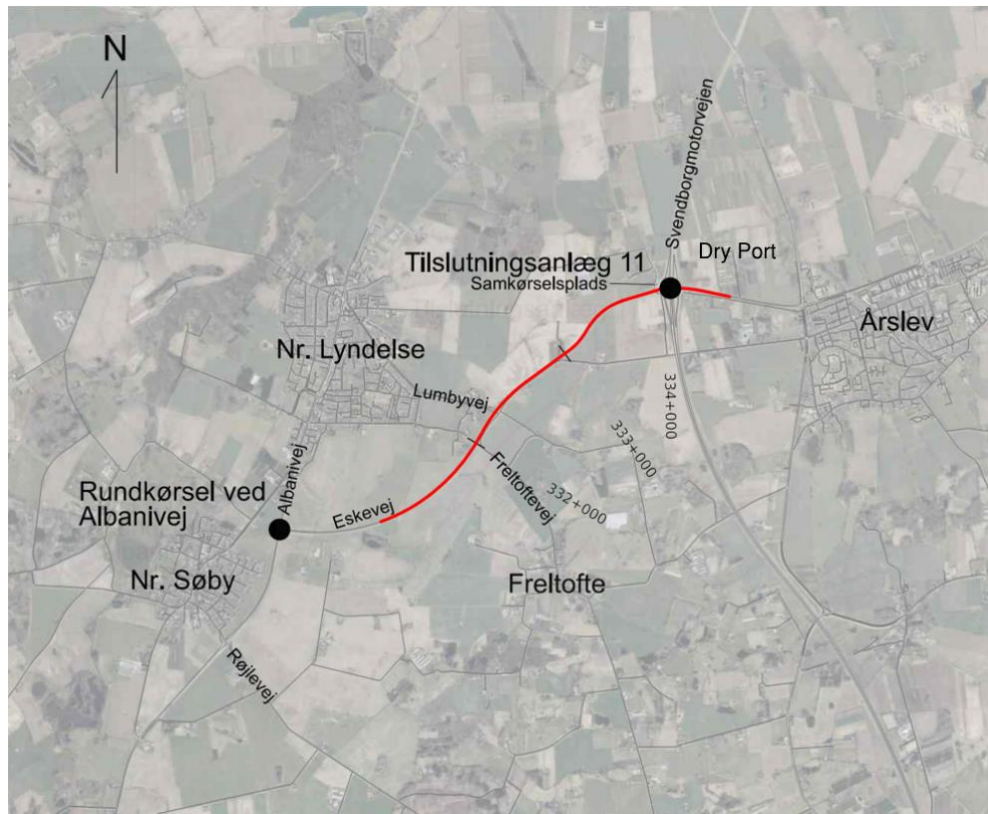 N
Svendborgmotorvejen
Dry Port
Tilslutningsanlæg 11
Samkørselsplads
Årslev
Nr. Lyndelse
Lumbyvej
334+000
333+000
332+000
Freltoftevej
Albanivej
Rundkørsel ved
Albanivej
Eskevej
Nr. Søby
Freltofte
Røjlevej